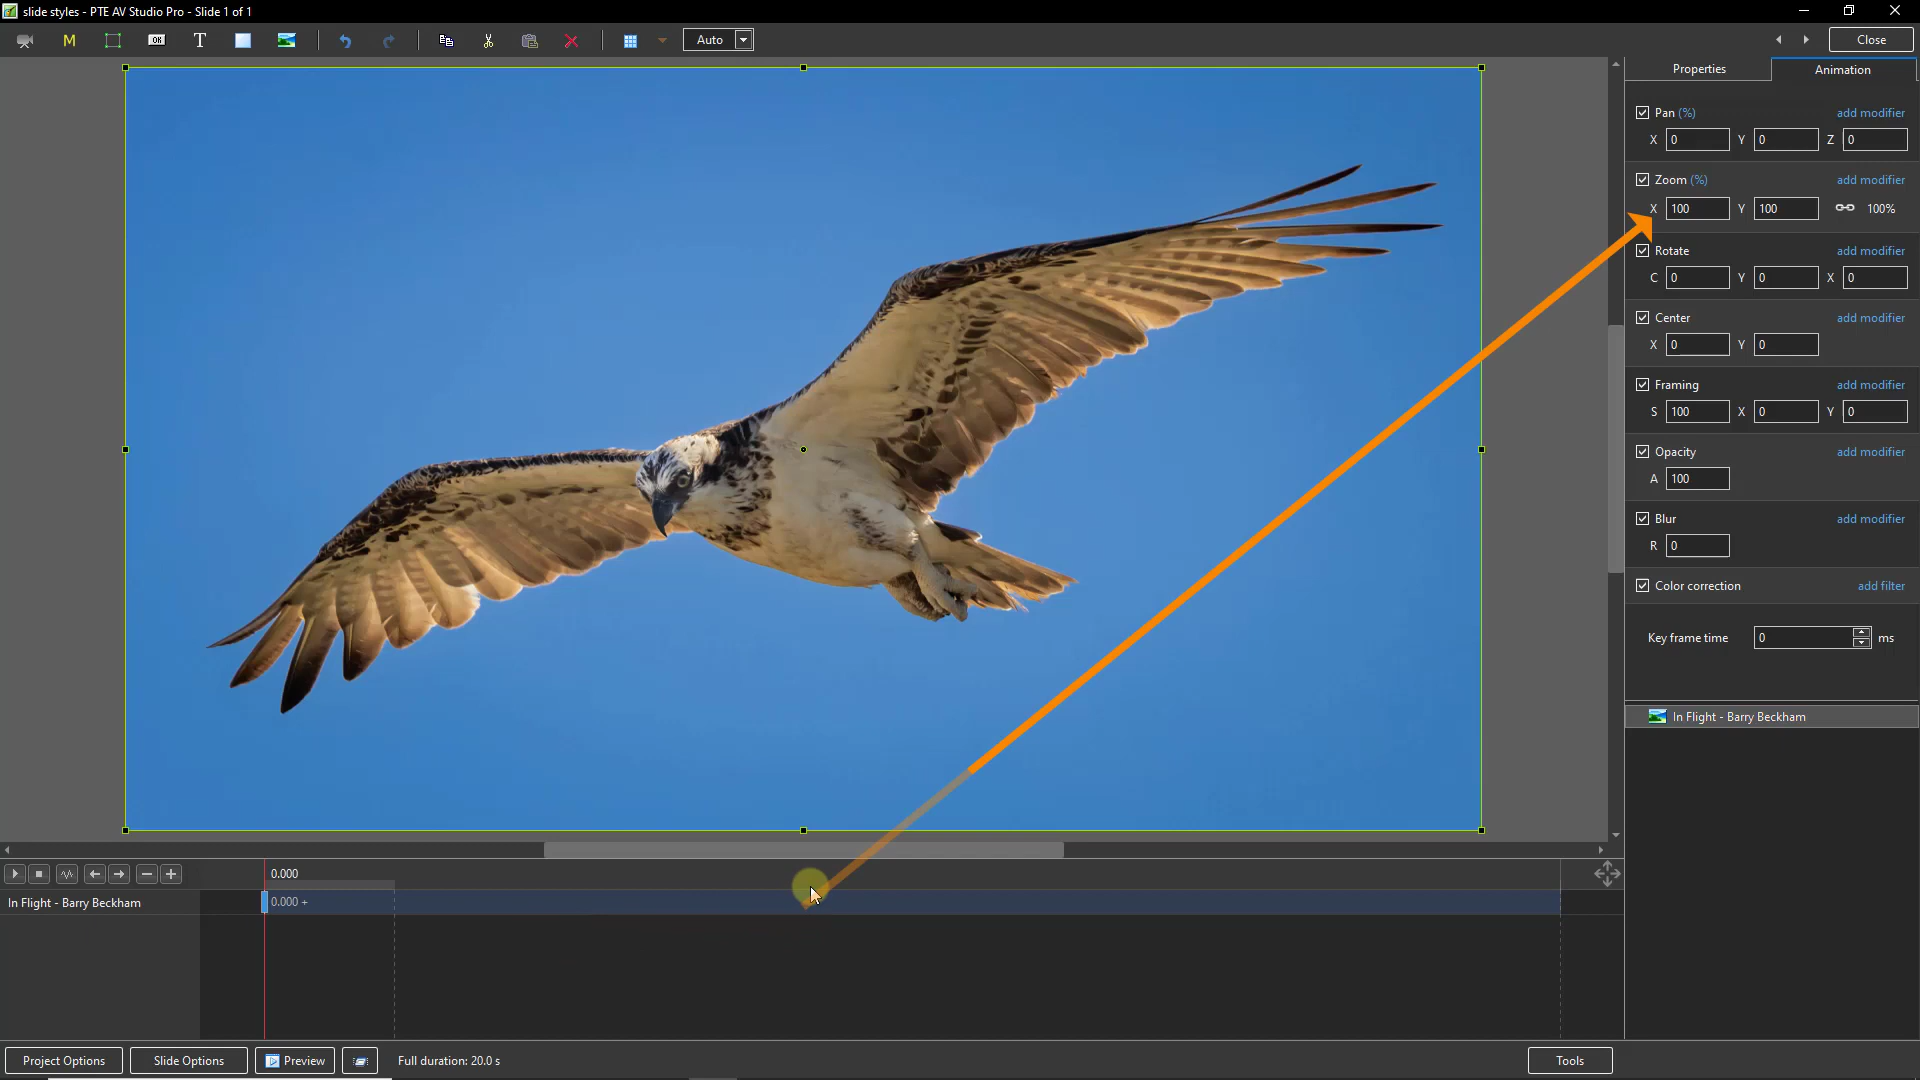 slide styles - PTE AV Studio Pro - Slide 1 of 1
M
OK
T
Auto
Close
Properties
Animation
Pan (%)
add modifier
X 0 Y 0 Z 0
Zoom (%)
add modifier
X 100 Y 100 100%
Rotate
add modifier
C 0 Y 0 X 0
Center
add modifier
X 0 Y 0
Framing
add modifier
S 100 X 0 Y 0
Opacity
add modifier
A 100
Blur
add modifier
R 0
Color correction
add filter
Key frame time 0 ms
In Flight - Barry Beckham
0.000
In Flight - Barry Beckham
0.000 +
Project Options
Slide Options
Preview
Full duration: 20.0 s
Tools